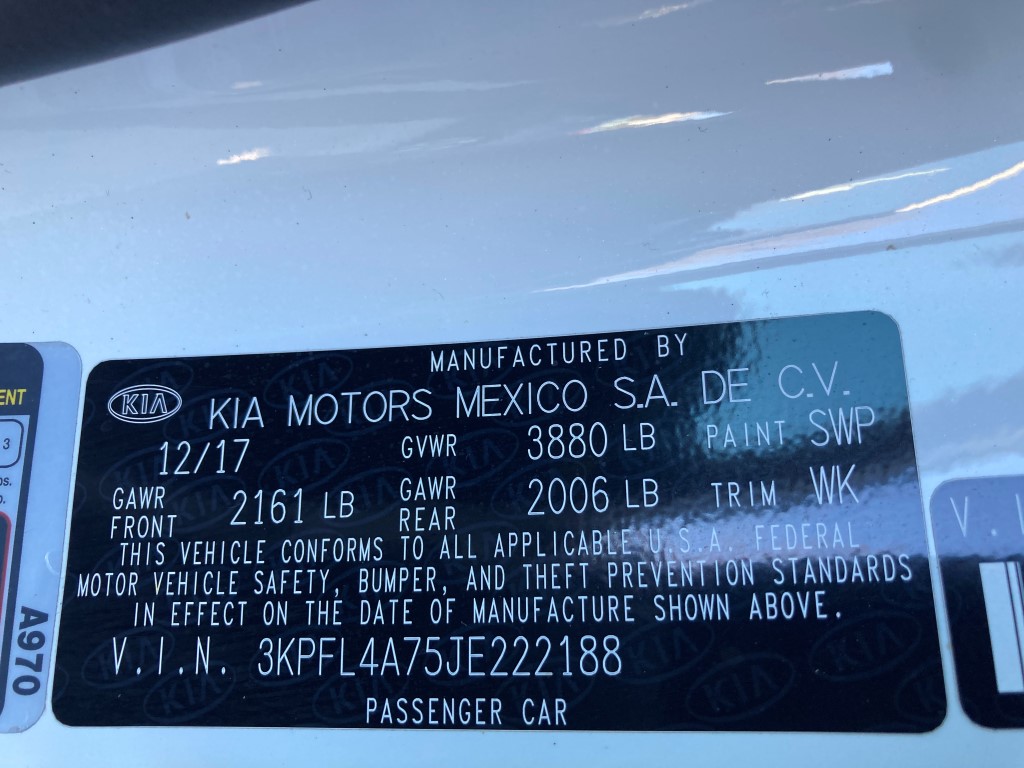 MANUFACTURED BY
KIA KIA MOTORS MEXICO S.A. DE C.V.
12/17 GVWR 3880 LB PAINT SWP
GAWR FRONT 2161 LB GAWR REAR 2006 LB TRIM WK
THIS VEHICLE CONFORMS TO ALL APPLICABLE U.S.A. FEDERAL
MOTOR VEHICLE SAFETY, BUMPER, AND THEFT PREVENTION STANDARDS
IN EFFECT ON THE DATE OF MANUFACTURE SHOWN ABOVE.
V.I.N. 3KPFL4A75JE222188
PASSENGER CAR
ENT
3
A970
V. I